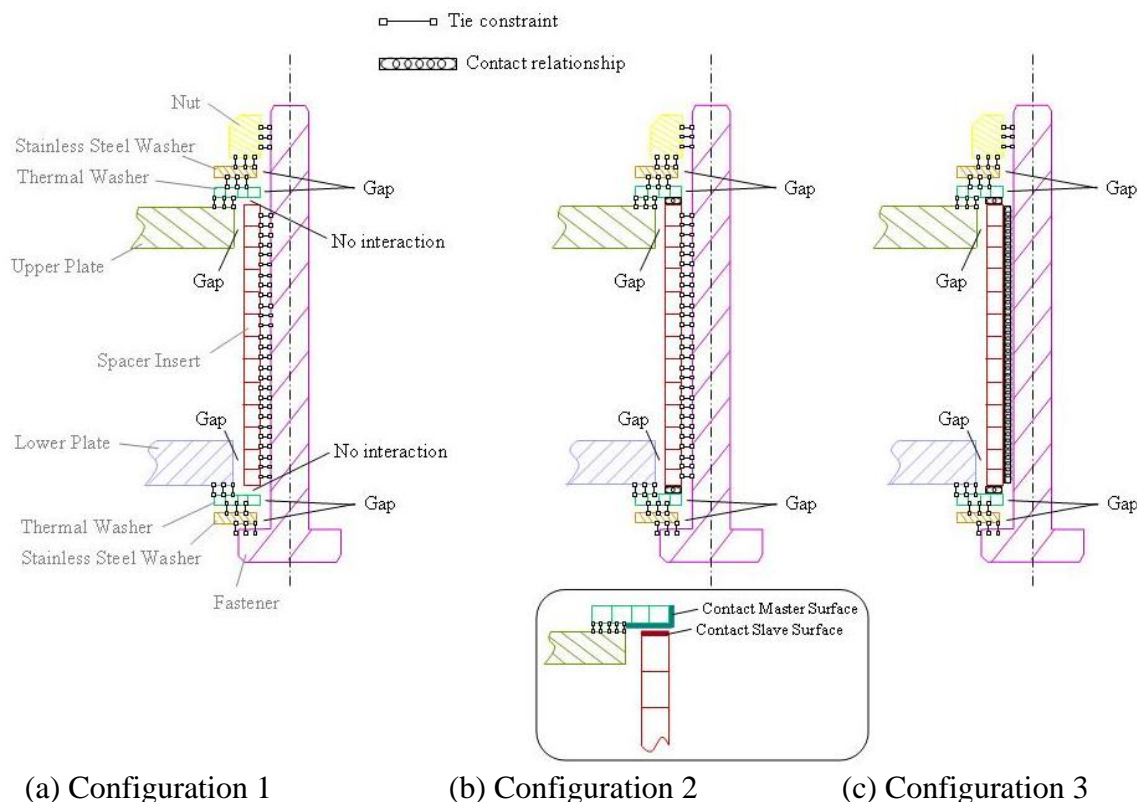 Tie constraint
Contact relationship
Nut
Stainless Steel Washer
Thermal Washer
Gap
No interaction
Upper Plate
Gap
Spacer Insert
Gap
Lower Plate
No interaction
Gap
Thermal Washer
Stainless Steel Washer
Fastener
Gap
Gap
Gap
Gap
Gap
Gap
Gap
Gap
Contact Master Surface
Contact Slave Surface
(a) Configuration 1
(b) Configuration 2
(c) Configuration 3